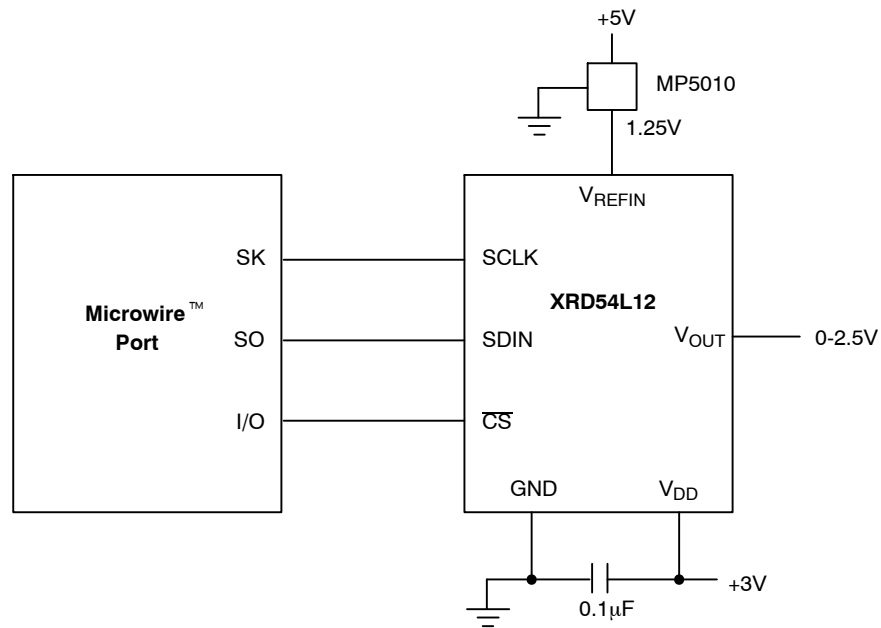 +5V
MP5010
1.25V
VREFIN
SK
SCLK
XRD54L12
Microwire™
Port
SO
SDIN
VOUT
0-2.5V
I/O
CS
GND
VDD
+3V
0.1μF